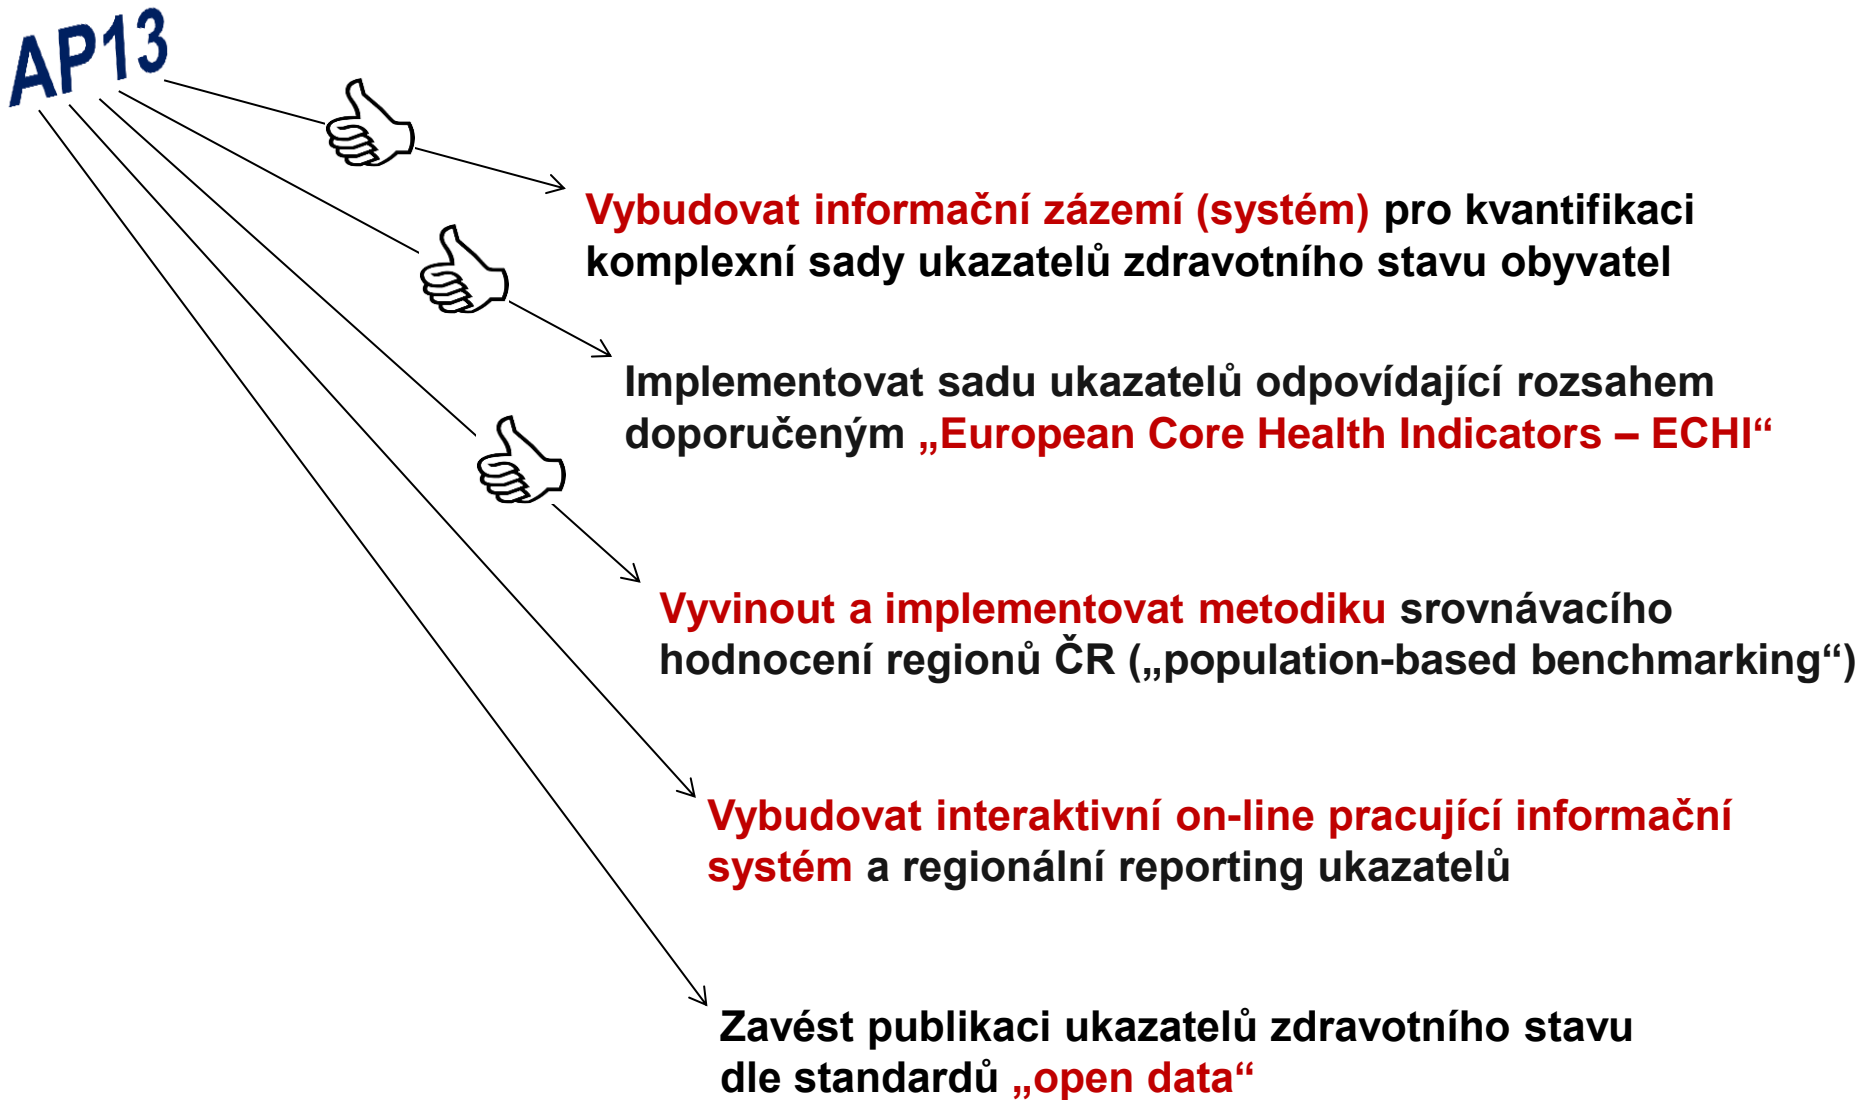 AP13
Vybudovat informační zázemí (systém) pro kvantifikaci
komplexní sady ukazatelů zdravotního stavu obyvatel
Implementovat sadu ukazatelů odpovídající rozsahem
doporučeným „European Core Health Indicators – ECHI“
Vyvinout a implementovat metodiku srovnávacího
hodnocení regionů ČR („population-based benchmarking“)
Vybudovat interaktivní on-line pracující informační
systém a regionální reporting ukazatelů
Zavést publikaci ukazatelů zdravotního stavu
dle standardů „open data“